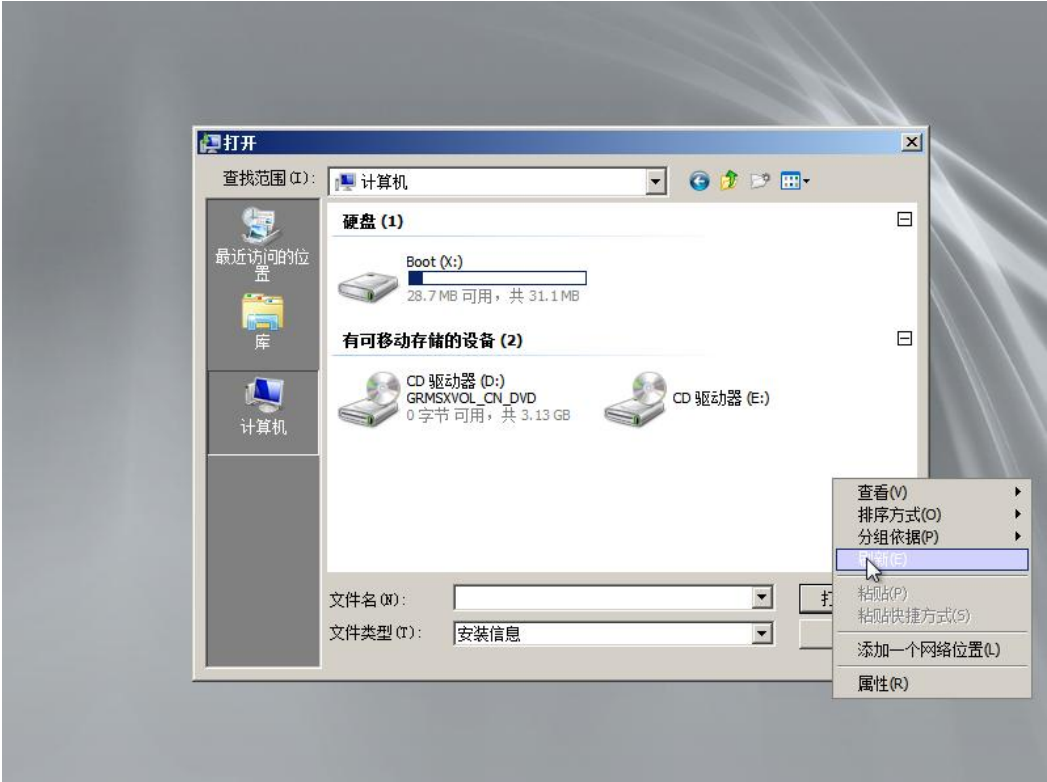 打开
查找范围(I):
计算机
最近访问的位
置
库
计算机
硬盘 (1)
Boot (X:)
28.7 MB 可用，共 31.1 MB
有可移动存储的设备 (2)
CD 驱动器 (D:)
GRMSXVOL_CN_DVD
0 字节 可用，共 3.13 GB
CD 驱动器 (E:)
查看(V)
排序方式(O)
分组依据(P)
刷新(E)
粘贴(P)
粘贴快捷方式(S)
添加一个网络位置(L)
属性(R)
文件名(N):
打
文件类型(T):
安装信息